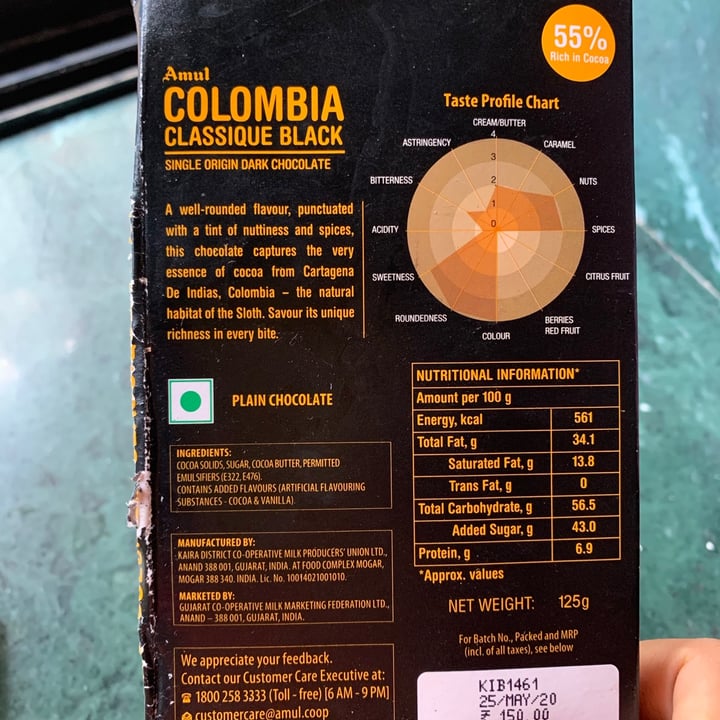 55%
Rich in Cocoa
Amul
COLOMBIA
CLASSIQUE BLACK
SINGLE ORIGIN DARK CHOCOLATE
A well-rounded flavour, punctuated
with a tint of nuttiness and spices,
this chocolate captures the very
essence of cocoa from Cartagena
De Indias, Colombia – the natural
habitat of the Sloth. Savour its unique
richness in every bite.
Taste Profile Chart
CREAM/BUTTER
ASTRINGENCY
CARAMEL
BITTERNESS
NUTS
ACIDITY
SPICES
SWEETNESS
CITRUS FRUIT
ROUNDEDNESS
BERRIES
RED FRUIT
COLOUR
4
3
2
1
0
PLAIN CHOCOLATE
INGREDIENTS:
COCOA SOLIDS, SUGAR, COCOA BUTTER, PERMITTED
EMULSIFIERS (E322, E476).
CONTAINS ADDED FLAVOURS (ARTIFICIAL FLAVOURING
SUBSTANCES - COCOA & VANILLA).
MANUFACTURED BY:
KAIRA DISTRICT CO-OPERATIVE MILK PRODUCERS' UNION LTD.,
ANAND 388 001, GUJARAT, INDIA. AT FOOD COMPLEX MOGAR,
MOGAR 388 340. INDIA. Lic. No. 10014021001010.
MARKETED BY:
GUJARAT CO-OPERATIVE MILK MARKETING FEDERATION LTD.,
ANAND – 388 001, GUJARAT, INDIA.
We appreciate your feedback.
Contact our Customer Care Executive at:
1800 258 3333 (Toll - free) [6 AM - 9 PM]
customercare@amul.coop
NUTRITIONAL INFORMATION*
Amount per 100 g
Energy, kcal 561
Total Fat, g 34.1
Saturated Fat, g 13.8
Trans Fat, g 0
Total Carbohydrate, g 56.5
Added Sugar, g 43.0
Protein, g 6.9
*Approx. values
NET WEIGHT: 125g
For Batch No., Packed and MRP
(incl. of all taxes), see below
KIB1461
25/MAY/20
₹ 150.00